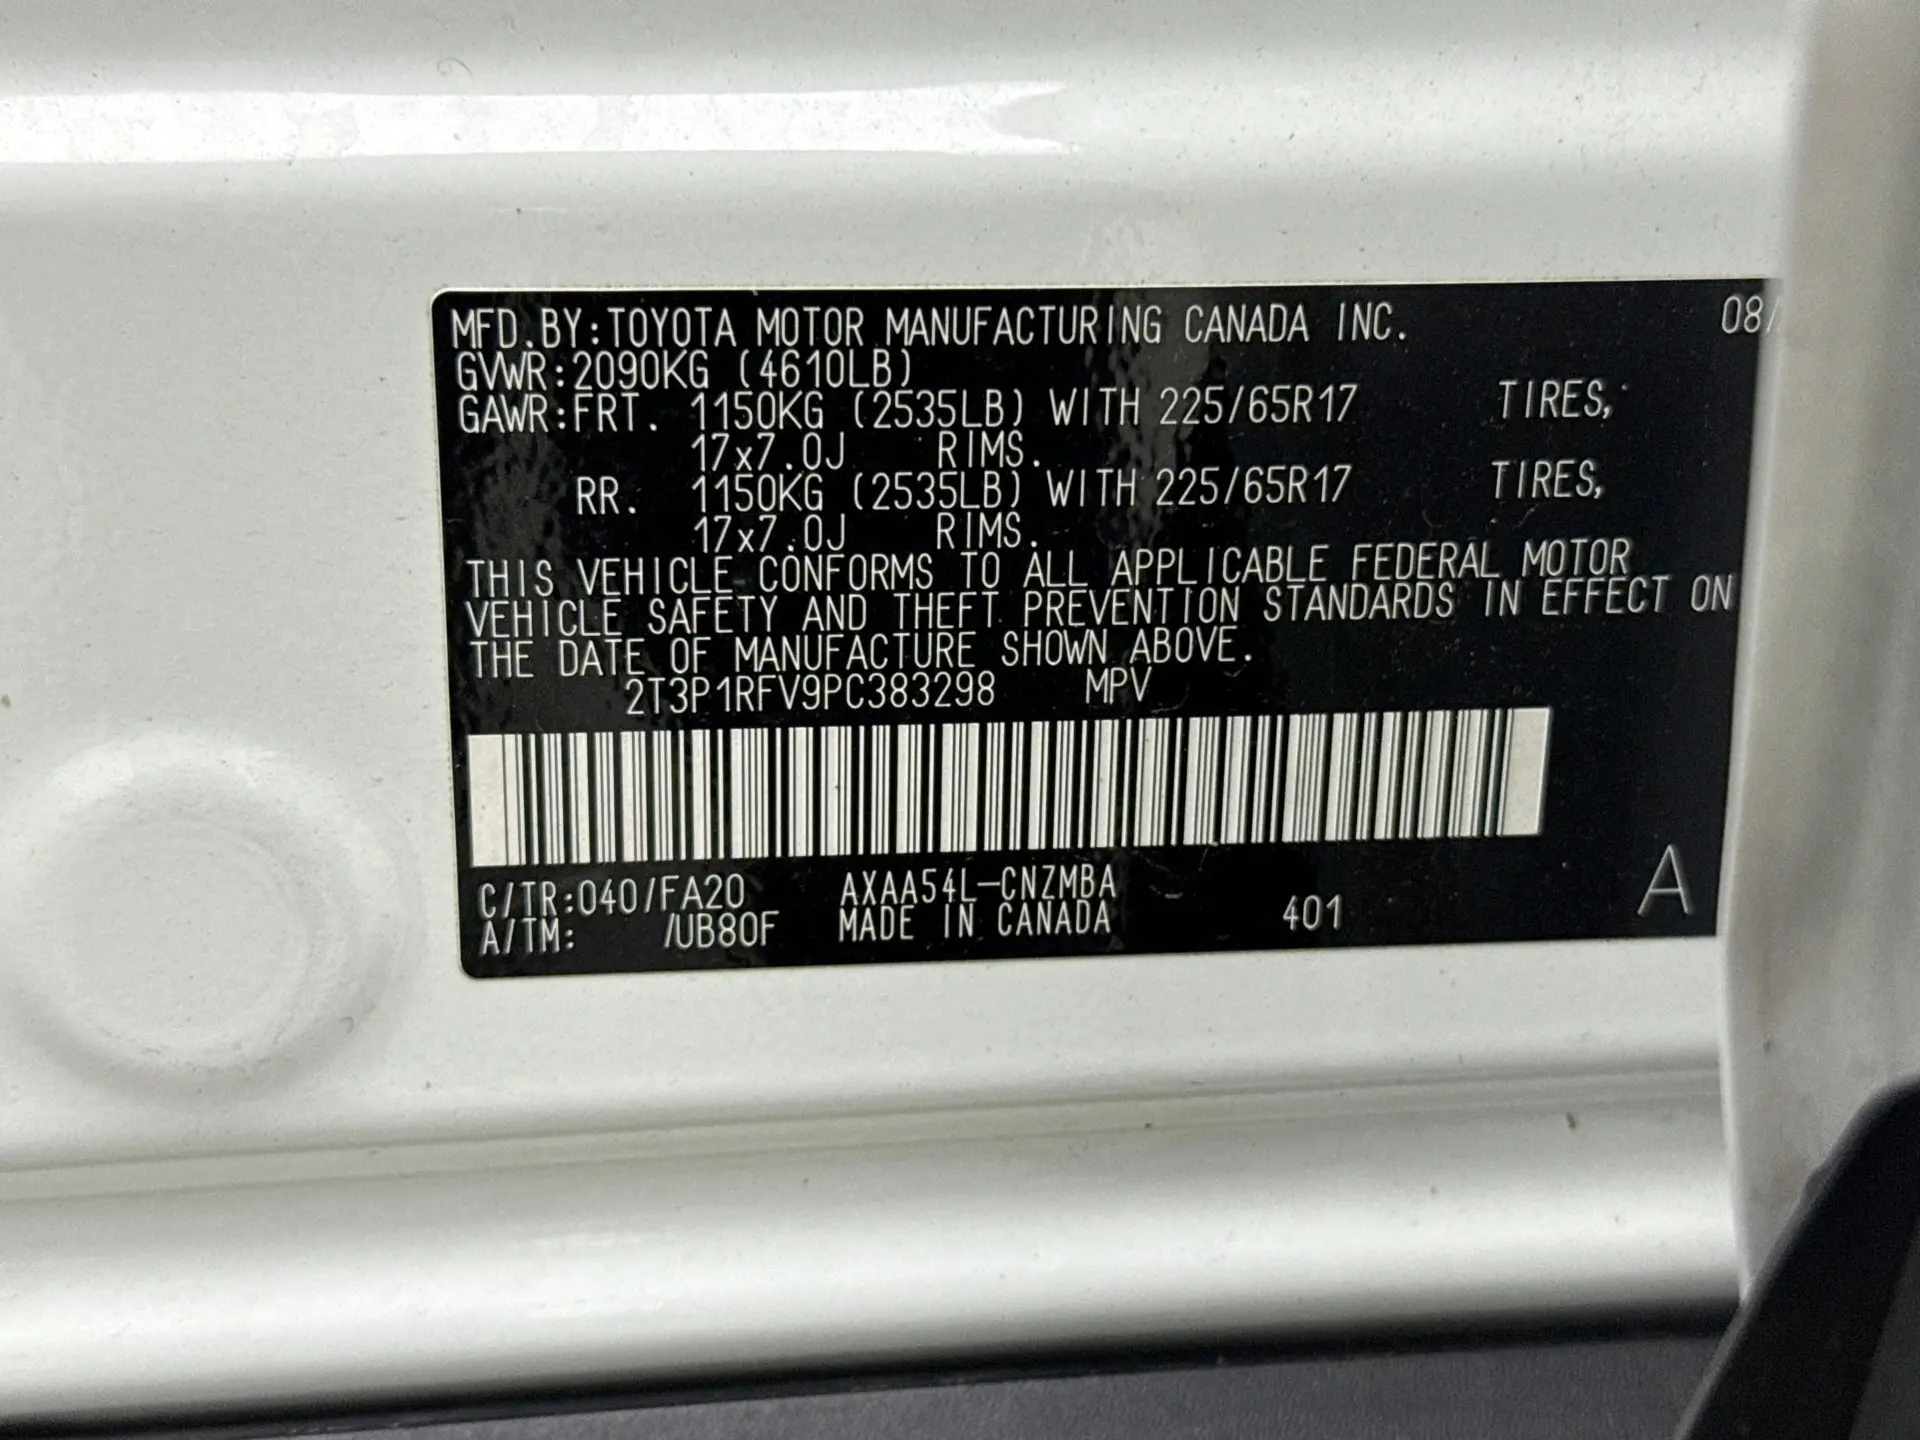 MFD.BY:TOYOTA MOTOR MANUFACTURING CANADA INC. 08/
GVWR:2090KG (4610LB)
GAWR:FRT. 1150KG (2535LB) WITH 225/65R17 TIRES,
17x7.0J RIMS.
RR. 1150KG (2535LB) WITH 225/65R17 TIRES,
17x7.0J RIMS.
THIS VEHICLE CONFORMS TO ALL APPLICABLE FEDERAL MOTOR
VEHICLE SAFETY AND THEFT PREVENTION STANDARDS IN EFFECT ON
THE DATE OF MANUFACTURE SHOWN ABOVE.
2T3P1RFV9PC383298 MPV
C/TR:040/FA20 AXAA54L-CNZMBA
A/TM: /UB80F MADE IN CANADA 401 A